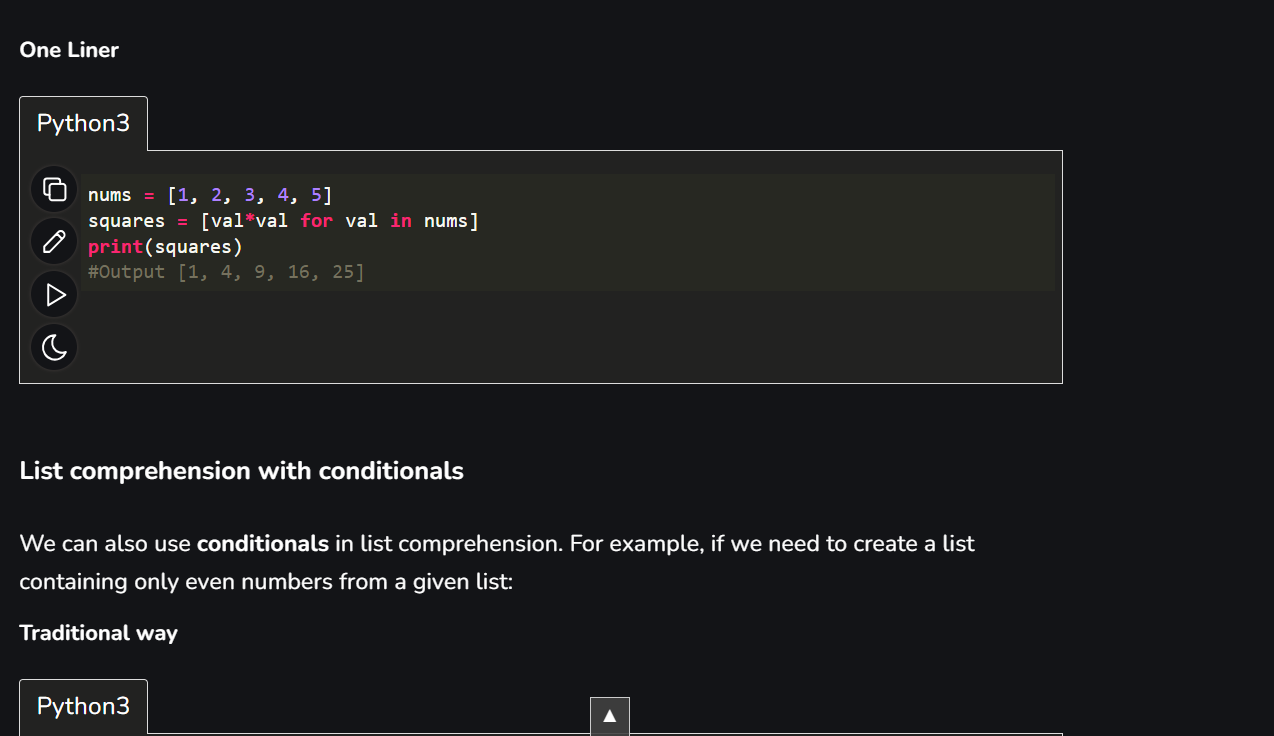 One Liner
Python3
nums = [1, 2, 3, 4, 5]
squares = [val*val for val in nums]
print(squares)
#Output [1, 4, 9, 16, 25]
List comprehension with conditionals
We can also use conditionals in list comprehension. For example, if we need to create a list
containing only even numbers from a given list:
Traditional way
Python3